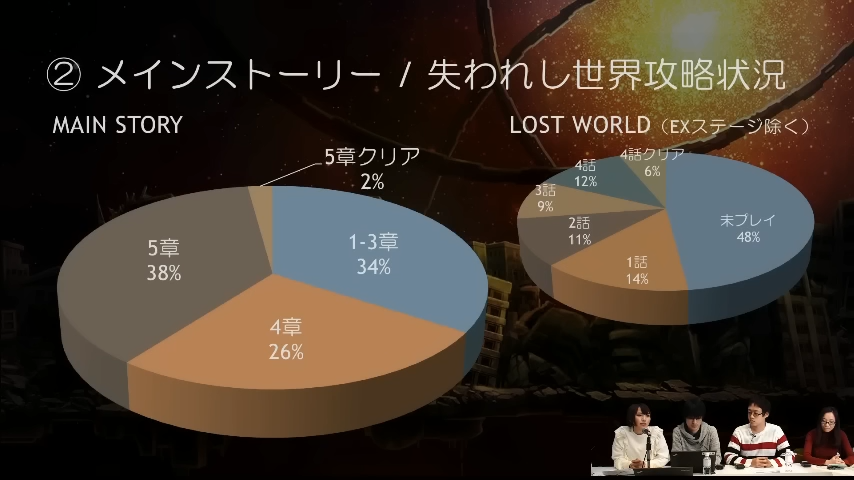 ② メインストーリー / 失われし世界攻略状況
MAIN STORY
5章クリア
2%
1-3章
34%
5章
38%
4章
26%
LOST WORLD（EXステージ除く）
4話クリア
6%
4話
12%
3話
9%
2話
11%
1話
14%
未プレイ
48%